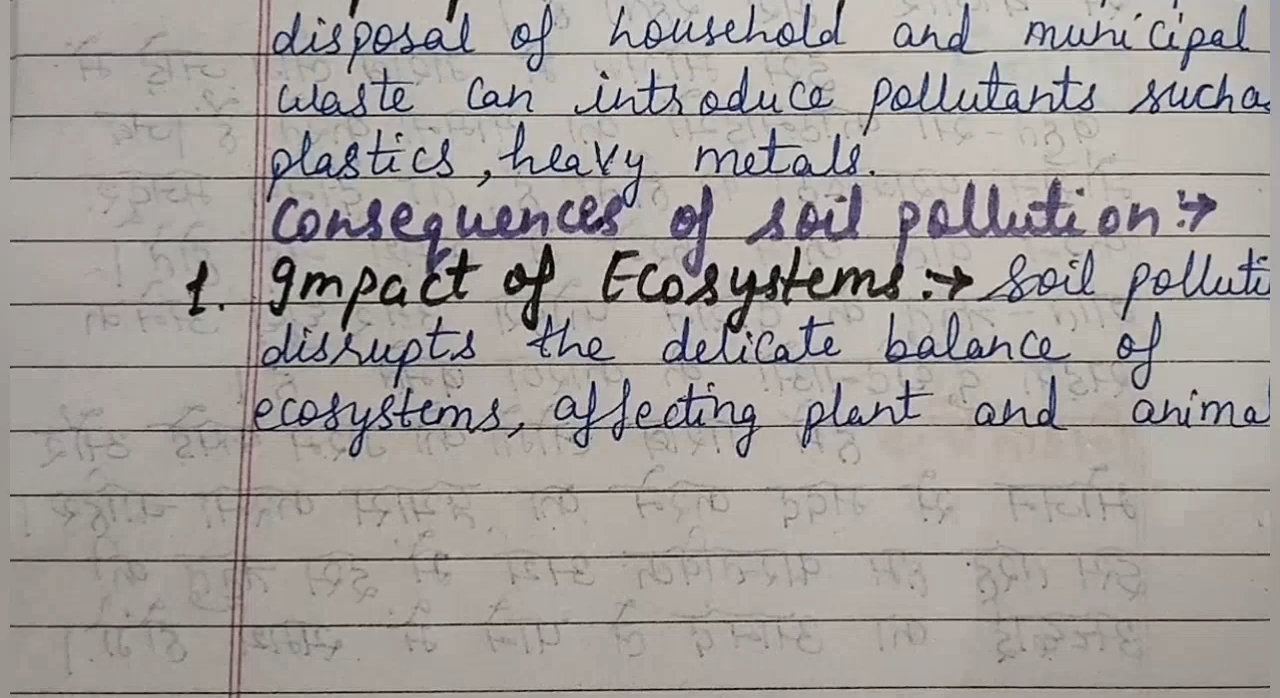 disposal of household and municipal
waste can introduce pollutants such a
plastics, heavy metals.
Consequences of soil pollution:→
1. Impact of Ecosystems:→ Soil polluti
disrupts the delicate balance of
ecosystems, affecting plant and anima